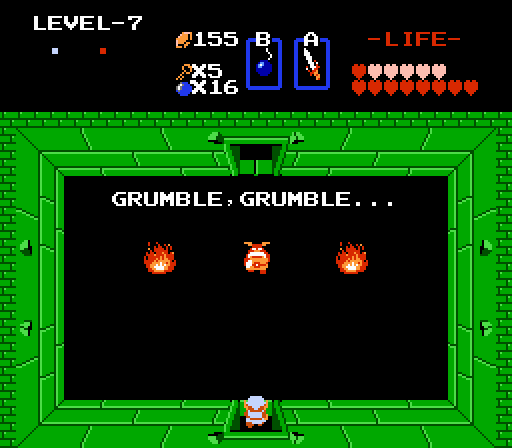 LEVEL-7
155 B A -LIFE-
X5
X16
GRUMBLE,GRUMBLE...